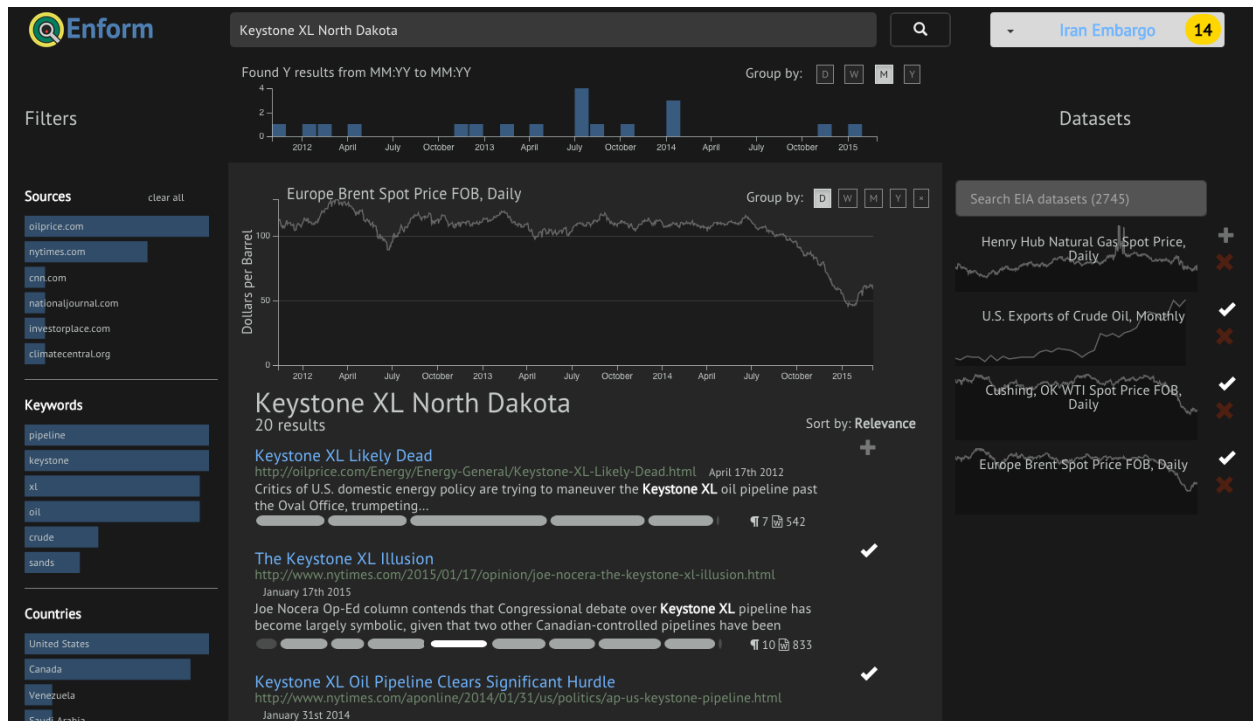 Enform
Keystone XL North Dakota
Iran Embargo
14
Found Y results from MM:YY to MM:YY
Group by: D W M Y
4
2
0
2012 April July October 2013 April July October 2014 April July October 2015
Filters
Sources clear all
oilprice.com
nytimes.com
cnn.com
nationaljournal.com
investorplace.com
climatecentral.org
Keywords
pipeline
keystone
xl
oil
crude
sands
Countries
United States
Canada
Venezuela
Saudi Arabia
Europe Brent Spot Price FOB, Daily
Group by: D W M Y ×
Dollars per Barrel
100
50
0
2012 April July October 2013 April July October 2014 April July October 2015
Keystone XL North Dakota
20 results
Sort by: Relevance
Keystone XL Likely Dead
http://oilprice.com/Energy/Energy-General/Keystone-XL-Likely-Dead.html April 17th 2012
Critics of U.S. domestic energy policy are trying to maneuver the Keystone XL oil pipeline past
the Oval Office, trumpeting...
¶ 7 542
The Keystone XL Illusion
http://www.nytimes.com/2015/01/17/opinion/joe-nocera-the-keystone-xl-illusion.html
January 17th 2015
Joe Nocera Op-Ed column contends that Congressional debate over Keystone XL pipeline has
become largely symbolic, given that two other Canadian-controlled pipelines have been
¶ 10 833
Keystone XL Oil Pipeline Clears Significant Hurdle
http://www.nytimes.com/aponline/2014/01/31/us/politics/ap-us-keystone-pipeline.html
January 31st 2014
Datasets
Search EIA datasets (2745)
Henry Hub Natural Gas Spot Price,
Daily
U.S. Exports of Crude Oil, Monthly
Cushing, OK WTI Spot Price FOB,
Daily
Europe Brent Spot Price FOB, Daily